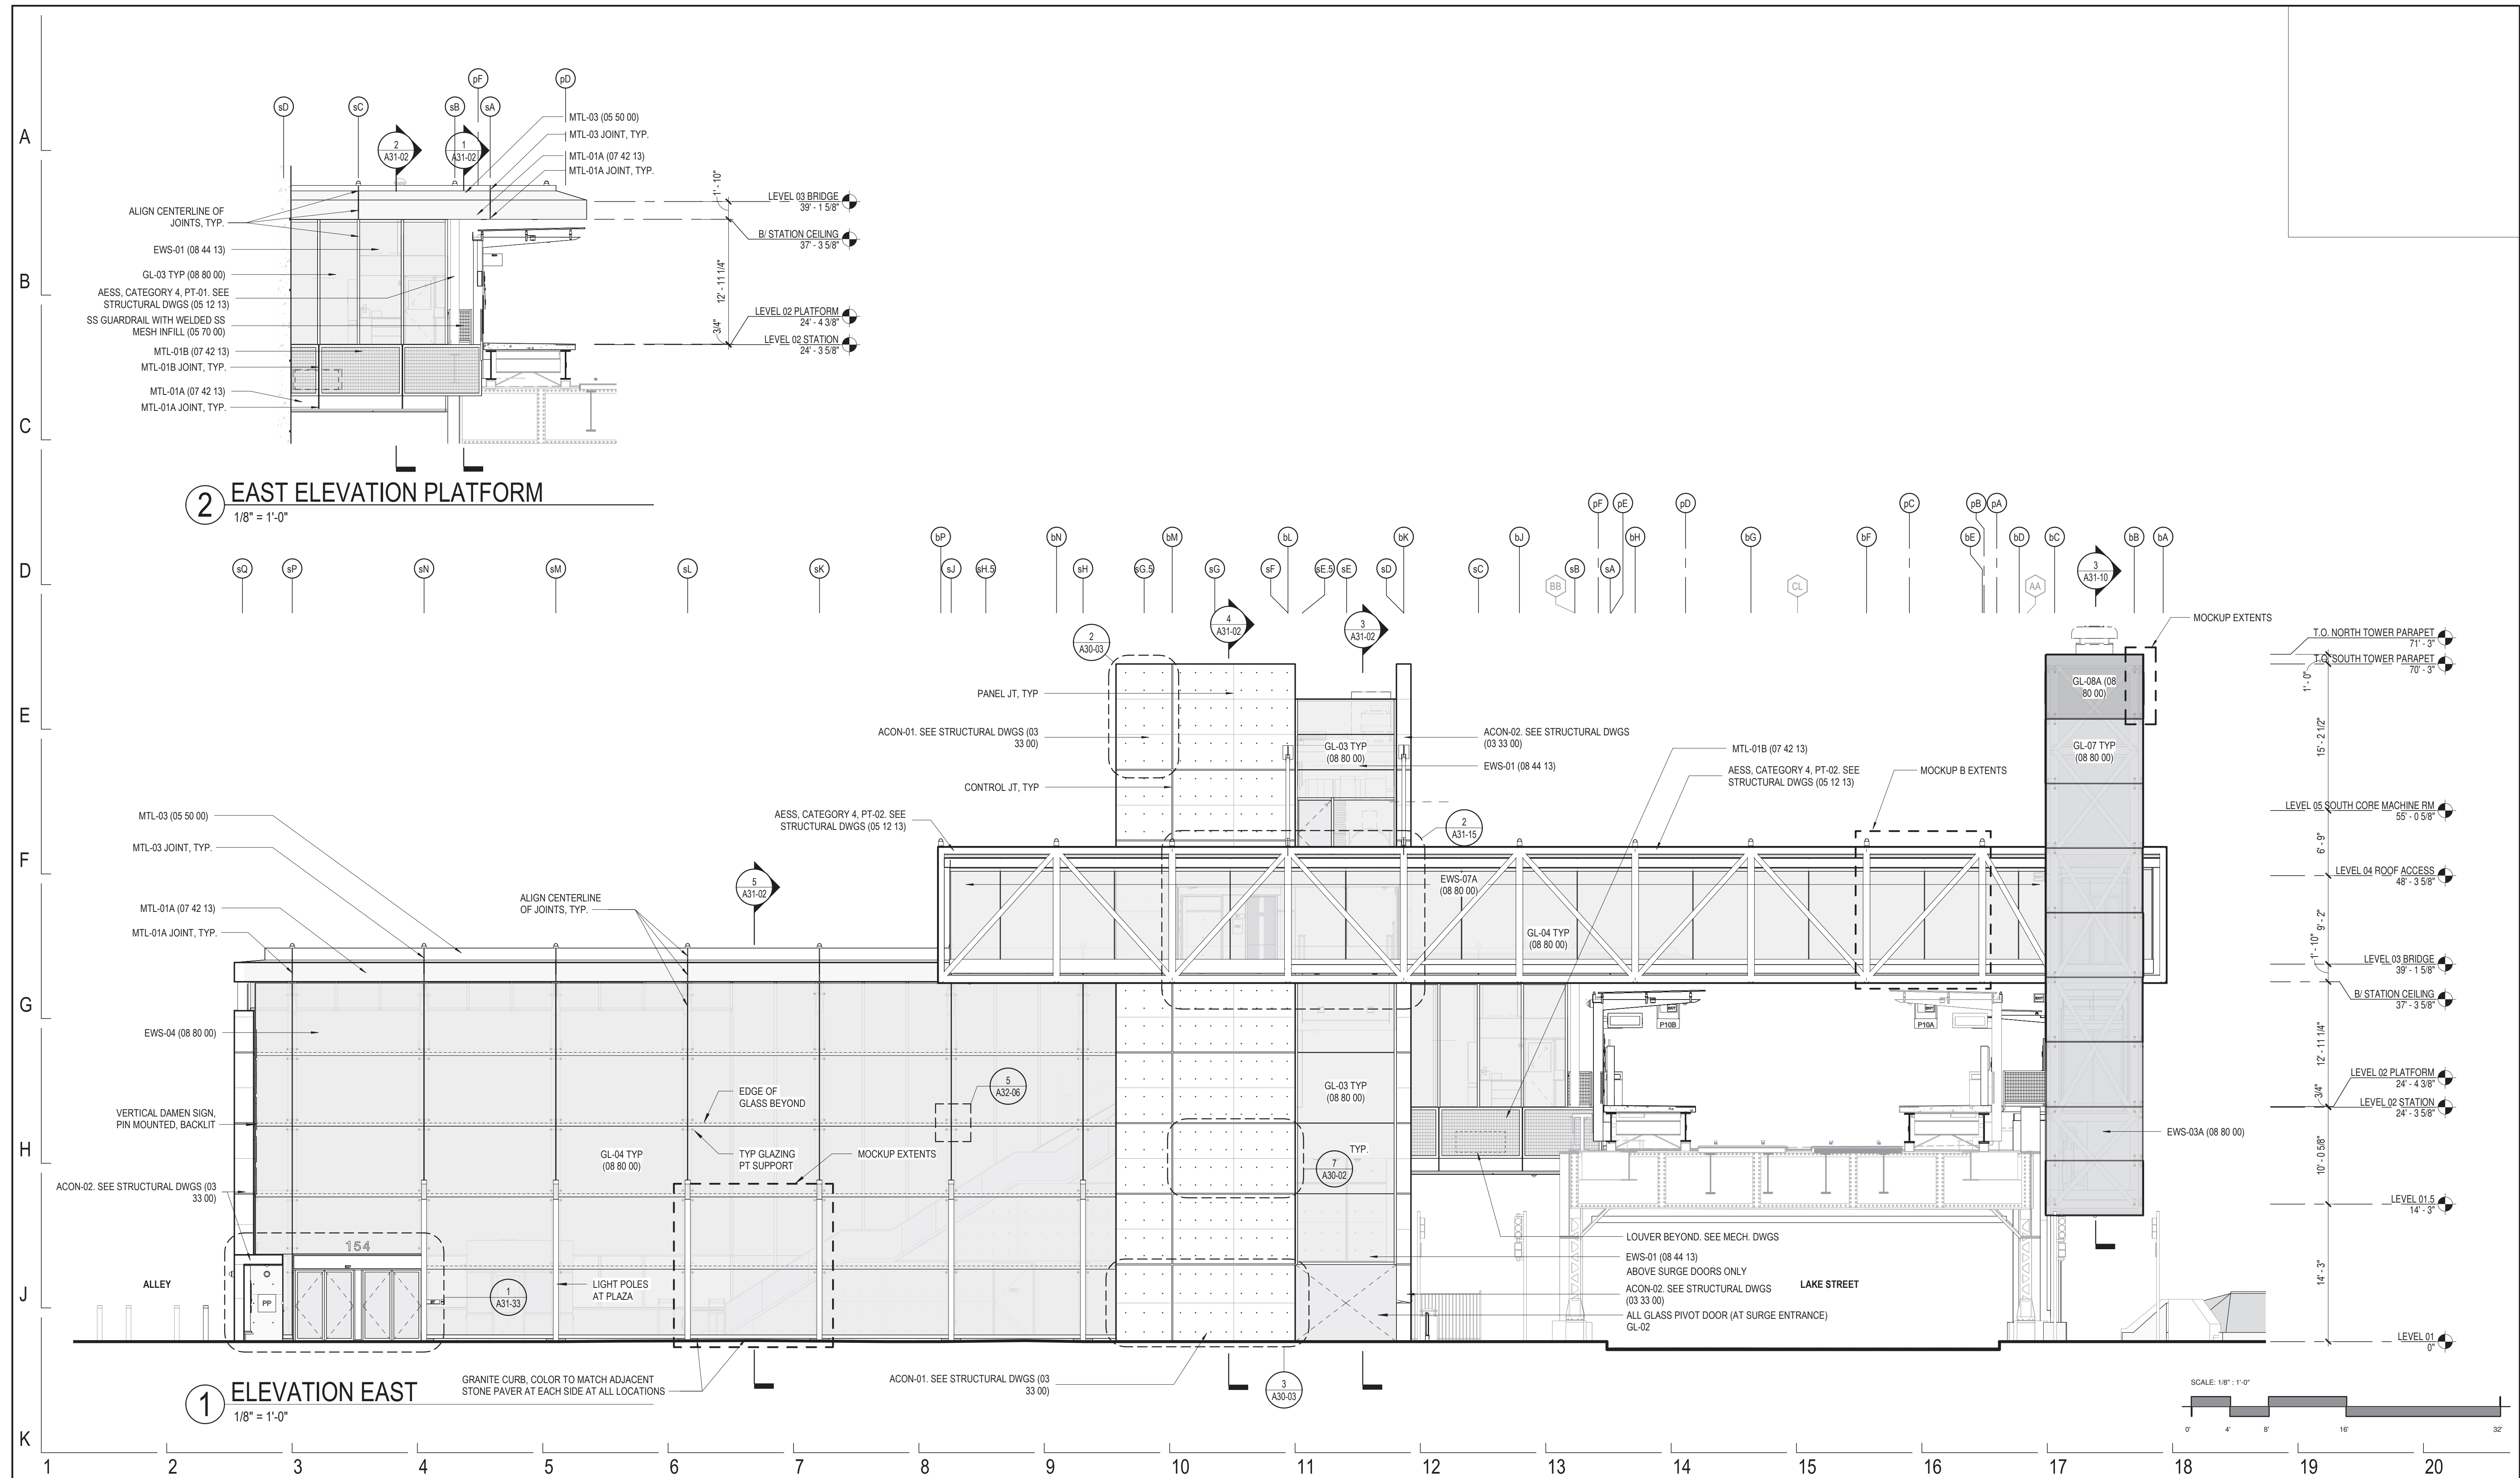 A
B
C
D
E
F
G
H
J
K
pF
pD
sD
sC
sB
sA
2
A31-02
1
A31-02
MTL-03 (05 50 00)
MTL-03 JOINT, TYP.
MTL-01A (07 42 13)
MTL-01A JOINT, TYP.
ALIGN CENTERLINE OF
JOINTS, TYP.
EWS-01 (08 44 13)
GL-03 TYP (08 80 00)
AESS, CATEGORY 4, PT-01. SEE
STRUCTURAL DWGS (05 12 13)
SS GUARDRAIL WITH WELDED SS
MESH INFILL (05 70 00)
MTL-01B (07 42 13)
MTL-01B JOINT, TYP.
MTL-01A (07 42 13)
MTL-01A JOINT, TYP.
1' - 10"
12' - 11 1/4"
3/4"
LEVEL 03 BRIDGE
39' - 1 5/8"
B/ STATION CEILING
37' - 3 5/8"
LEVEL 02 PLATFORM
24' - 4 3/8"
LEVEL 02 STATION
24' - 3 5/8"
2
EAST ELEVATION PLATFORM
1/8" = 1'-0"
pF
pE
pD
pC
pB
pA
bP
bN
bM
bL
bK
bJ
bH
bG
bF
bE
bD
bC
bB
bA
sQ
sP
sN
sM
sL
sK
sJ
sH.5
sH
sG.5
sG
sF
sE.5
sE
sD
sC
sB
sA
BB
CL
AA
3
A31-10
4
A31-02
3
A31-02
2
A30-03
MOCKUP EXTENTS
T.O. NORTH TOWER PARAPET
71' - 3"
T.O. SOUTH TOWER PARAPET
70' - 3"
1' - 0"
PANEL JT, TYP
GL-08A (08
80 00)
ACON-01. SEE STRUCTURAL DWGS (03
33 00)
GL-03 TYP
(08 80 00)
ACON-02. SEE STRUCTURAL DWGS
(03 33 00)
EWS-01 (08 44 13)
MTL-01B (07 42 13)
AESS, CATEGORY 4, PT-02. SEE
STRUCTURAL DWGS (05 12 13)
MOCKUP B EXTENTS
GL-07 TYP
(08 80 00)
15' - 2 1/2"
CONTROL JT, TYP
LEVEL 05 SOUTH CORE MACHINE RM
55' - 0 5/8"
MTL-03 (05 50 00)
MTL-03 JOINT, TYP.
AESS, CATEGORY 4, PT-02. SEE
STRUCTURAL DWGS (05 12 13)
2
A31-15
6' - 9"
LEVEL 04 ROOF ACCESS
48' - 3 5/8"
EWS-07A
(08 80 00)
5
A31-02
ALIGN CENTERLINE
OF JOINTS, TYP.
MTL-01A (07 42 13)
MTL-01A JOINT, TYP.
GL-04 TYP
(08 80 00)
9' - 2"
1' - 10"
LEVEL 03 BRIDGE
39' - 1 5/8"
B/ STATION CEILING
37' - 3 5/8"
EXIT
P10B
EXIT
P10A
EXIT
EWS-04 (08 80 00)
12' - 11 1/4"
EDGE OF
GLASS BEYOND
5
A32-06
GL-03 TYP
(08 80 00)
LEVEL 02 PLATFORM
24' - 4 3/8"
3/4"
LEVEL 02 STATION
24' - 3 5/8"
VERTICAL DAMEN SIGN,
PIN MOUNTED, BACKLIT
EWS-03A (08 80 00)
GL-04 TYP
(08 80 00)
TYP GLAZING
PT SUPPORT
MOCKUP EXTENTS
TYP.
7
A30-02
10' - 0 5/8"
ACON-02. SEE STRUCTURAL DWGS (03
33 00)
LEVEL 01.5
14' - 3"
154
LOUVER BEYOND. SEE MECH. DWGS
EWS-01 (08 44 13)
ABOVE SURGE DOORS ONLY
ACON-02. SEE STRUCTURAL DWGS
(03 33 00)
ALL GLASS PIVOT DOOR (AT SURGE ENTRANCE)
GL-02
LAKE STREET
14' - 3"
ALLEY
PP
1
A31-33
LIGHT POLES
AT PLAZA
LEVEL 01
0"
1
ELEVATION EAST
1/8" = 1'-0"
GRANITE CURB, COLOR TO MATCH ADJACENT
STONE PAVER AT EACH SIDE AT ALL LOCATIONS
ACON-01. SEE STRUCTURAL DWGS (03
33 00)
3
A30-03
SCALE: 1/8" : 1'-0"
0'
4'
8'
16'
32'
1
2
3
4
5
6
7
8
9
10
11
12
13
14
15
16
17
18
19
20